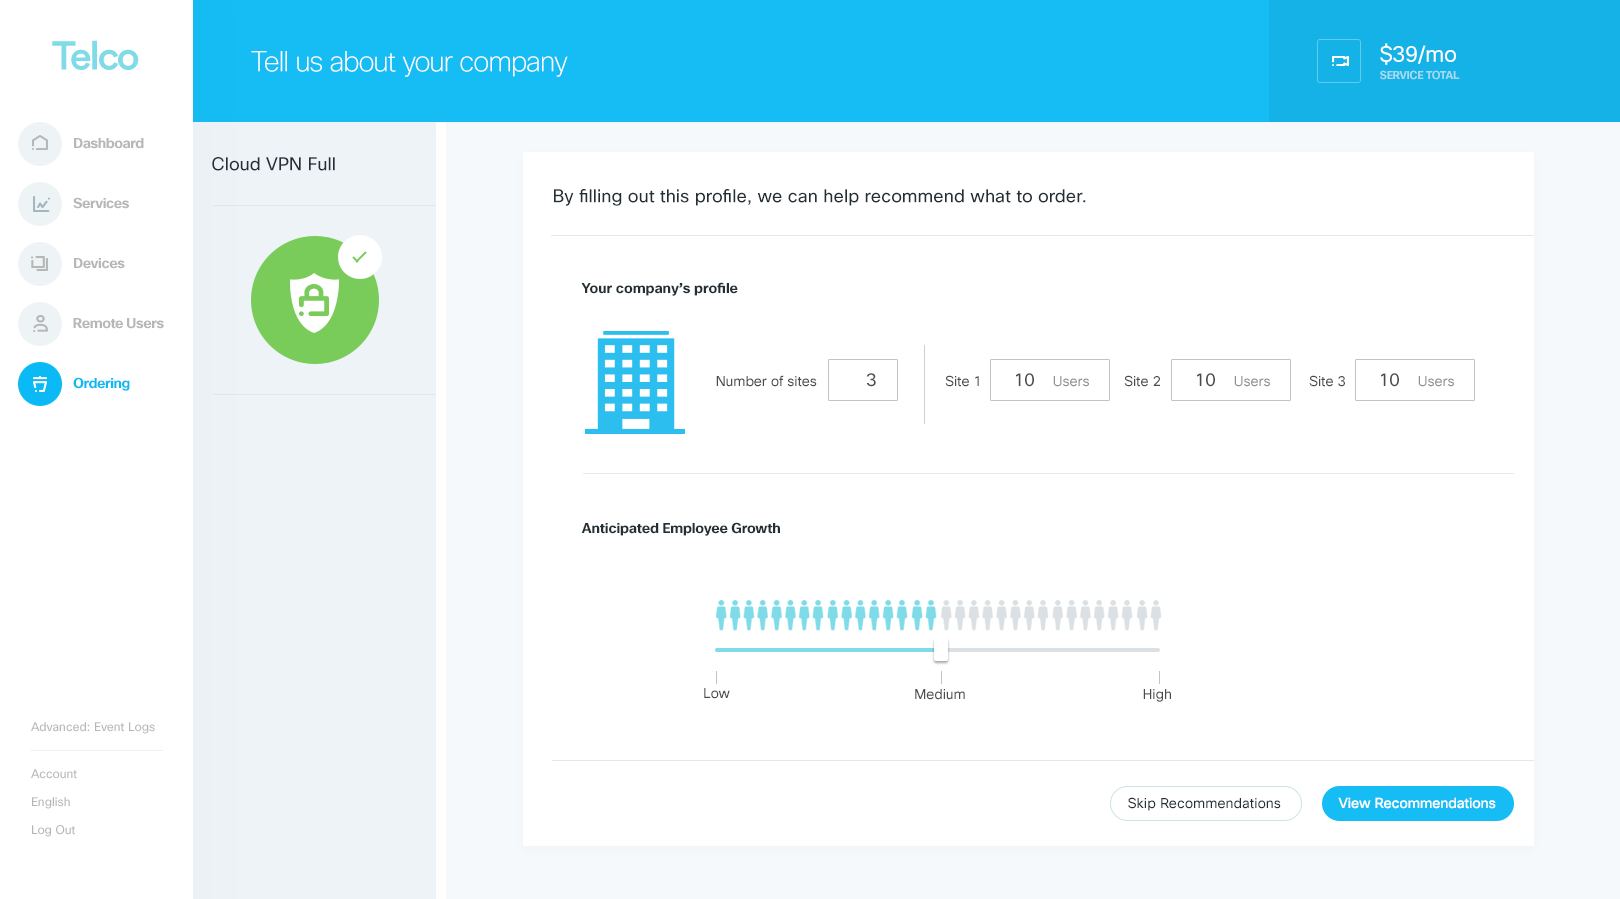 Telco
Tell us about your company
$39/mo
SERVICE TOTAL
Dashboard
Services
Devices
Remote Users
Ordering
Advanced: Event Logs
Account
English
Log Out
Cloud VPN Full
By filling out this profile, we can help recommend what to order.
Your company's profile
Number of sites 3 Site 1 10 Users Site 2 10 Users Site 3 10 Users
Anticipated Employee Growth
Low Medium High
Skip Recommendations View Recommendations